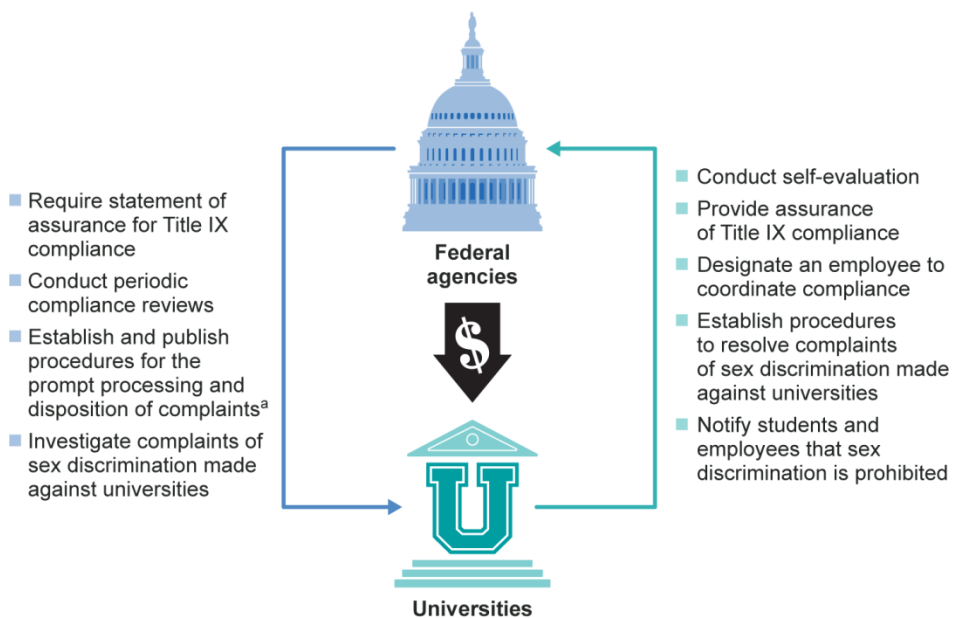 Require statement of
assurance for Title IX
compliance
Conduct periodic
compliance reviews
Establish and publish
procedures for the
prompt processing and
disposition of complaintsᵃ
Investigate complaints of
sex discrimination made
against universities
Federal
agencies
$
U
Universities
Conduct self-evaluation
Provide assurance
of Title IX compliance
Designate an employee to
coordinate compliance
Establish procedures
to resolve complaints
of sex discrimination made
against universities
Notify students and
employees that sex
discrimination is prohibited